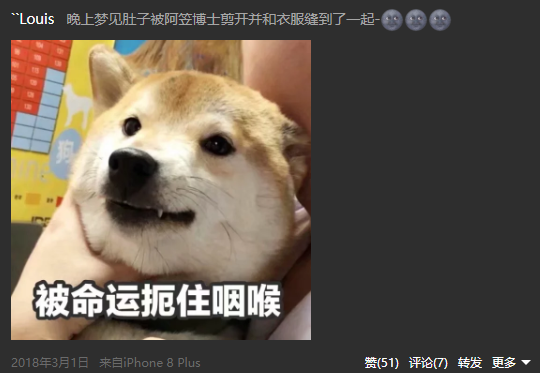 ``Louis 晚上梦见肚子被阿笠博士剪开并和衣服缝到了一起-🌚🌚🌚
狗
被命运扼住咽喉
2018年3月1日 来自iPhone 8 Plus 赞(51) 评论(7) 转发 更多